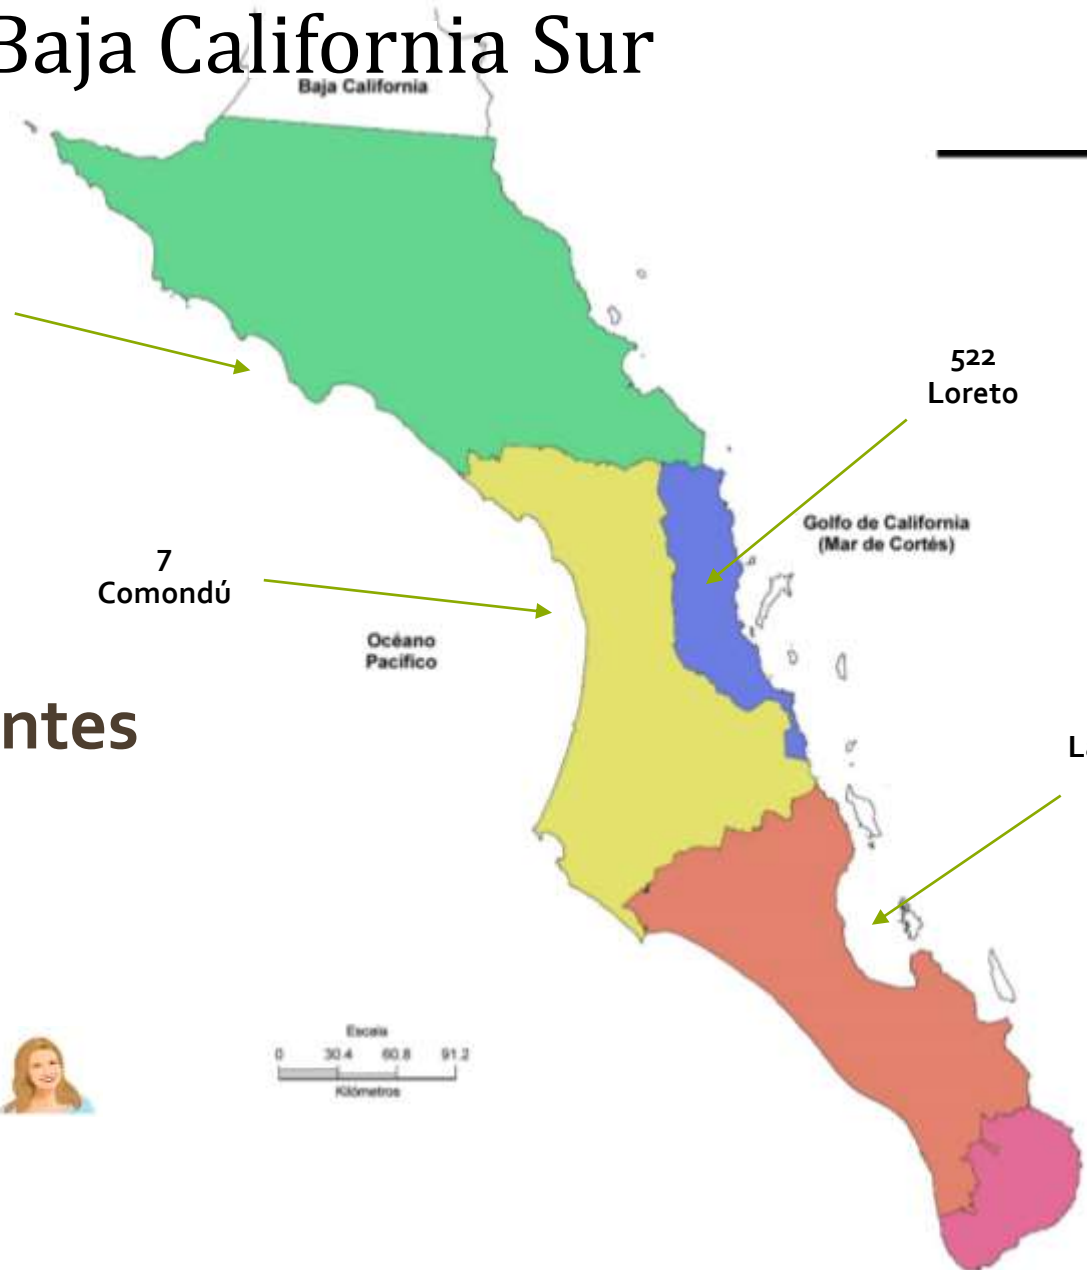 Baja California Sur
Baja California
522
Loreto
Golfo de California
(Mar de Cortés)
7
Comondú
Océano
Pacífico
ntes
Escala
0 30.4 60.8 91.2
Kilómetros